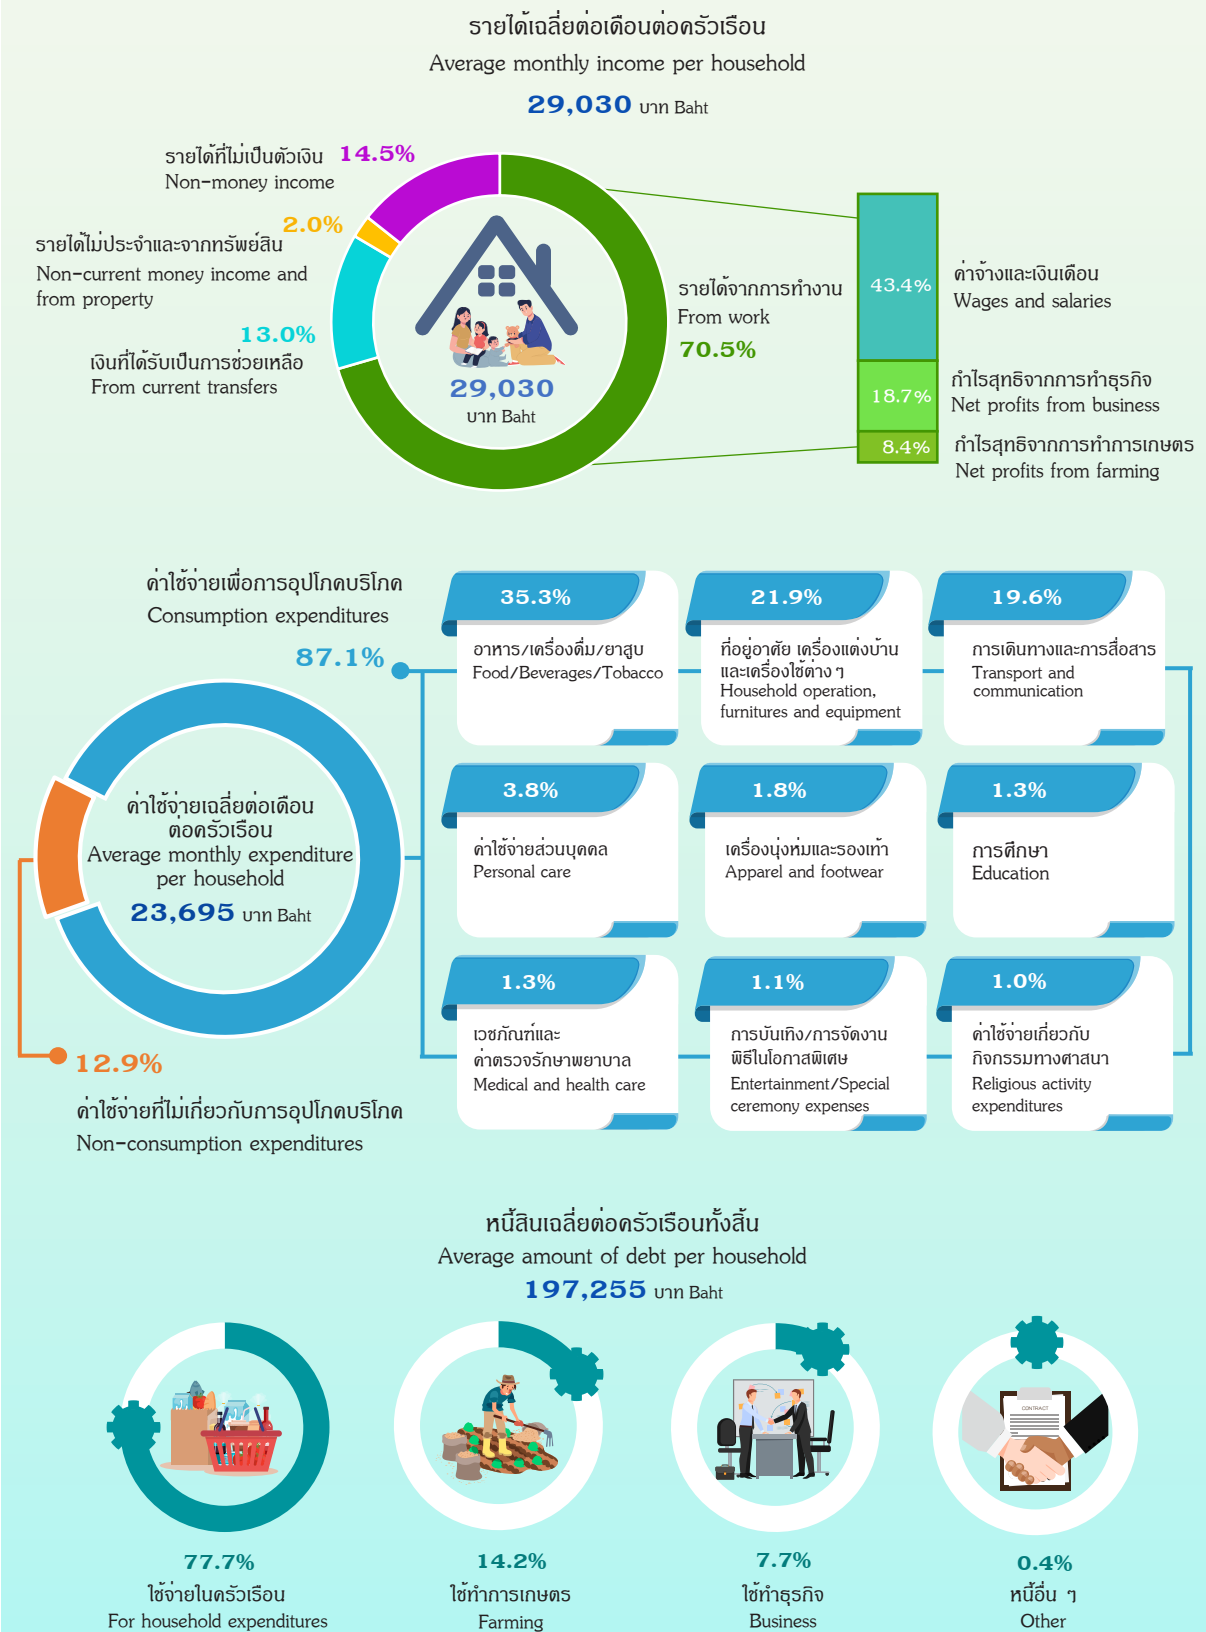 รายได้เฉลี่ยต่อเดือนต่อครัวเรือน
Average monthly income per household
29,030 บาท Baht
รายได้ที่ไม่เป็นตัวเงิน 14.5%
Non-money income
2.0%
รายได้ไม่ประจำและจากทรัพย์สิน
Non-current money income and
from property
13.0%
เงินที่ได้รับเป็นการช่วยเหลือ
From current transfers
29,030
บาท Baht
รายได้จากการทำงาน
From work
70.5%
43.4%
ค่าจ้างและเงินเดือน
Wages and salaries
18.7%
กำไรสุทธิจากการทำธุรกิจ
Net profits from business
8.4%
กำไรสุทธิจากการทำการเกษตร
Net profits from farming
ค่าใช้จ่ายเพื่อการอุปโภคบริโภค
Consumption expenditures
87.1%
ค่าใช้จ่ายเฉลี่ยต่อเดือน
ต่อครัวเรือน
Average monthly expenditure
per household
23,695 บาท Baht
12.9%
ค่าใช้จ่ายที่ไม่เกี่ยวกับการอุปโภคบริโภค
Non-consumption expenditures
35.3%
อาหาร/เครื่องดื่ม/ยาสูบ
Food/Beverages/Tobacco
21.9%
ที่อยู่อาศัย เครื่องแต่งบ้าน
และเครื่องใช้ต่าง ๆ
Household operation,
furnitures and equipment
19.6%
การเดินทางและการสื่อสาร
Transport and
communication
3.8%
ค่าใช้จ่ายส่วนบุคคล
Personal care
1.8%
เครื่องนุ่งห่มและรองเท้า
Apparel and footwear
1.3%
การศึกษา
Education
1.3%
เวชภัณฑ์และ
ค่าตรวจรักษาพยาบาล
Medical and health care
1.1%
การบันเทิง/การจัดงาน
พิธีในโอกาสพิเศษ
Entertainment/Special
ceremony expenses
1.0%
ค่าใช้จ่ายเกี่ยวกับ
กิจกรรมทางศาสนา
Religious activity
expenditures
หนี้สินเฉลี่ยต่อครัวเรือนทั้งสิ้น
Average amount of debt per household
197,255 บาท Baht
CONTRACT
77.7%
ใช้จ่ายในครัวเรือน
For household expenditures
14.2%
ใช้ทำการเกษตร
Farming
7.7%
ใช้ทำธุรกิจ
Business
0.4%
หนี้อื่น ๆ
Other